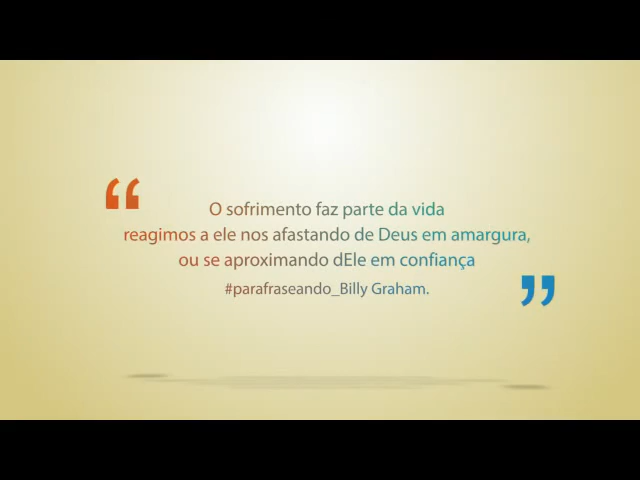 “
O sofrimento faz parte da vida
reagimos a ele nos afastando de Deus em amargura,
ou se aproximando dEle em confiança
#parafraseando_Billy Graham.
”